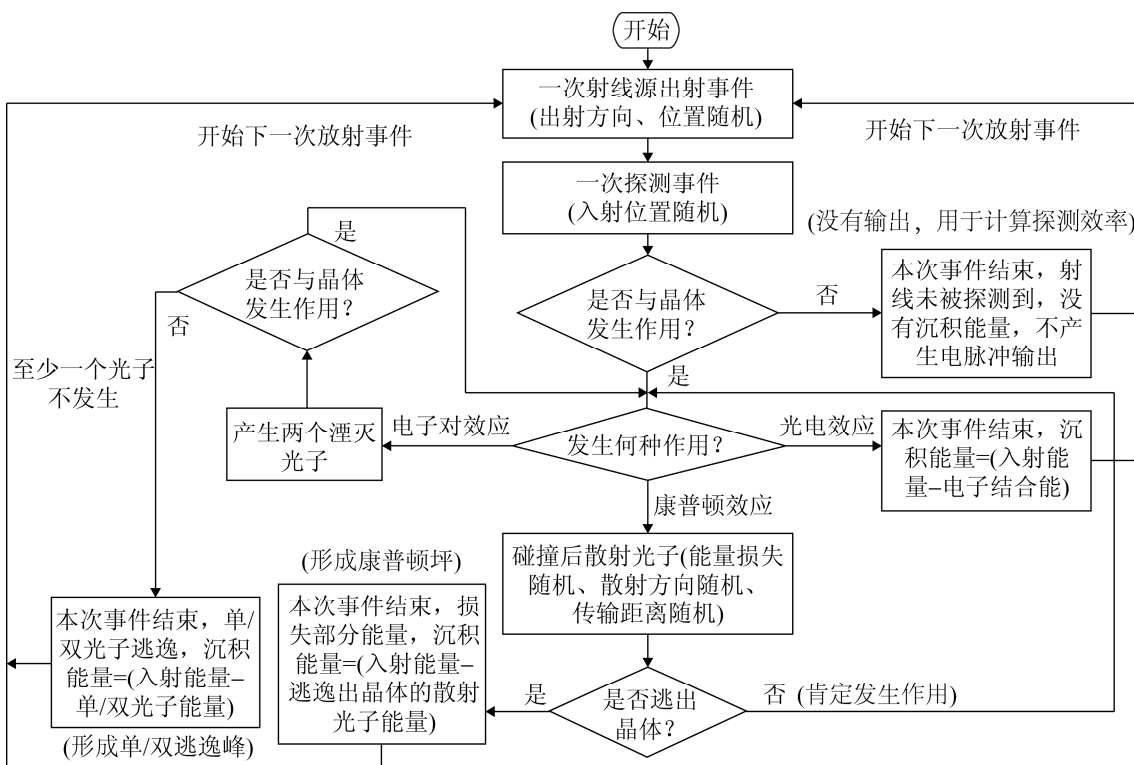 开始
一次射线源出射事件
(出射方向、位置随机)
开始下一次放射事件
开始下一次放射事件
一次探测事件
(入射位置随机)
(没有输出，用于计算探测效率)
是
是否与晶体
发生作用？
否
至少一个光子
不发生
是否与晶体
发生作用？
否
本次事件结束，射
线未被探测到，没
有沉积能量，不产
生电脉冲输出
是
产生两个湮灭
光子
电子对效应
发生何种作用？
光电效应
本次事件结束，沉
积能量=(入射能
量–电子结合能)
康普顿效应
(形成康普顿坪)
碰撞后散射光子(能量损失
随机、散射方向随机、
传输距离随机)
本次事件结束，单/
双光子逃逸，沉积
能量=(入射能量–
单/双光子能量)
(形成单/双逃逸峰)
本次事件结束，损
失部分能量，沉积
能量=(入射能量–
逃逸出晶体的散射
光子能量)
是
是否逃出
晶体？
否 (肯定发生作用)